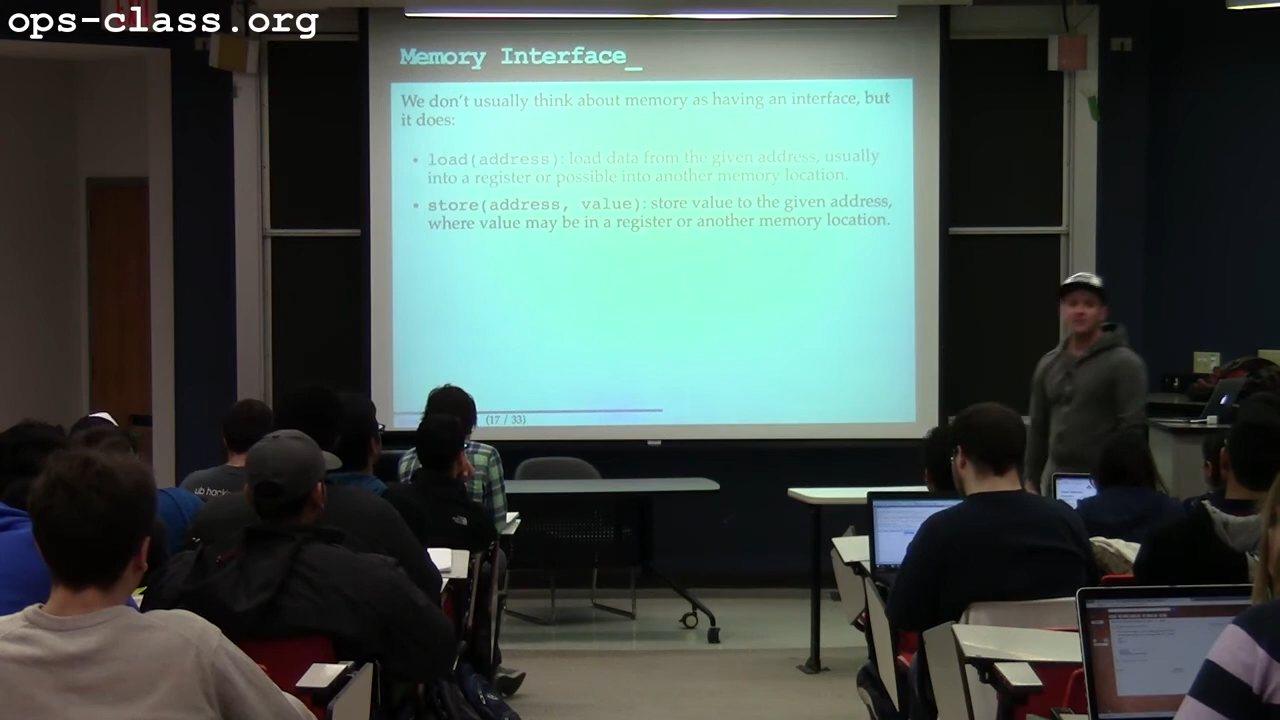 ops-class.org
Memory Interface_
We don't usually think about memory as having an interface, but
it does:
• load(address): load data from the given address, usually
into a register or possible into another memory location.
• store(address, value): store value to the given address,
where value may be in a register or another memory location.
(17 / 33)
ub hack